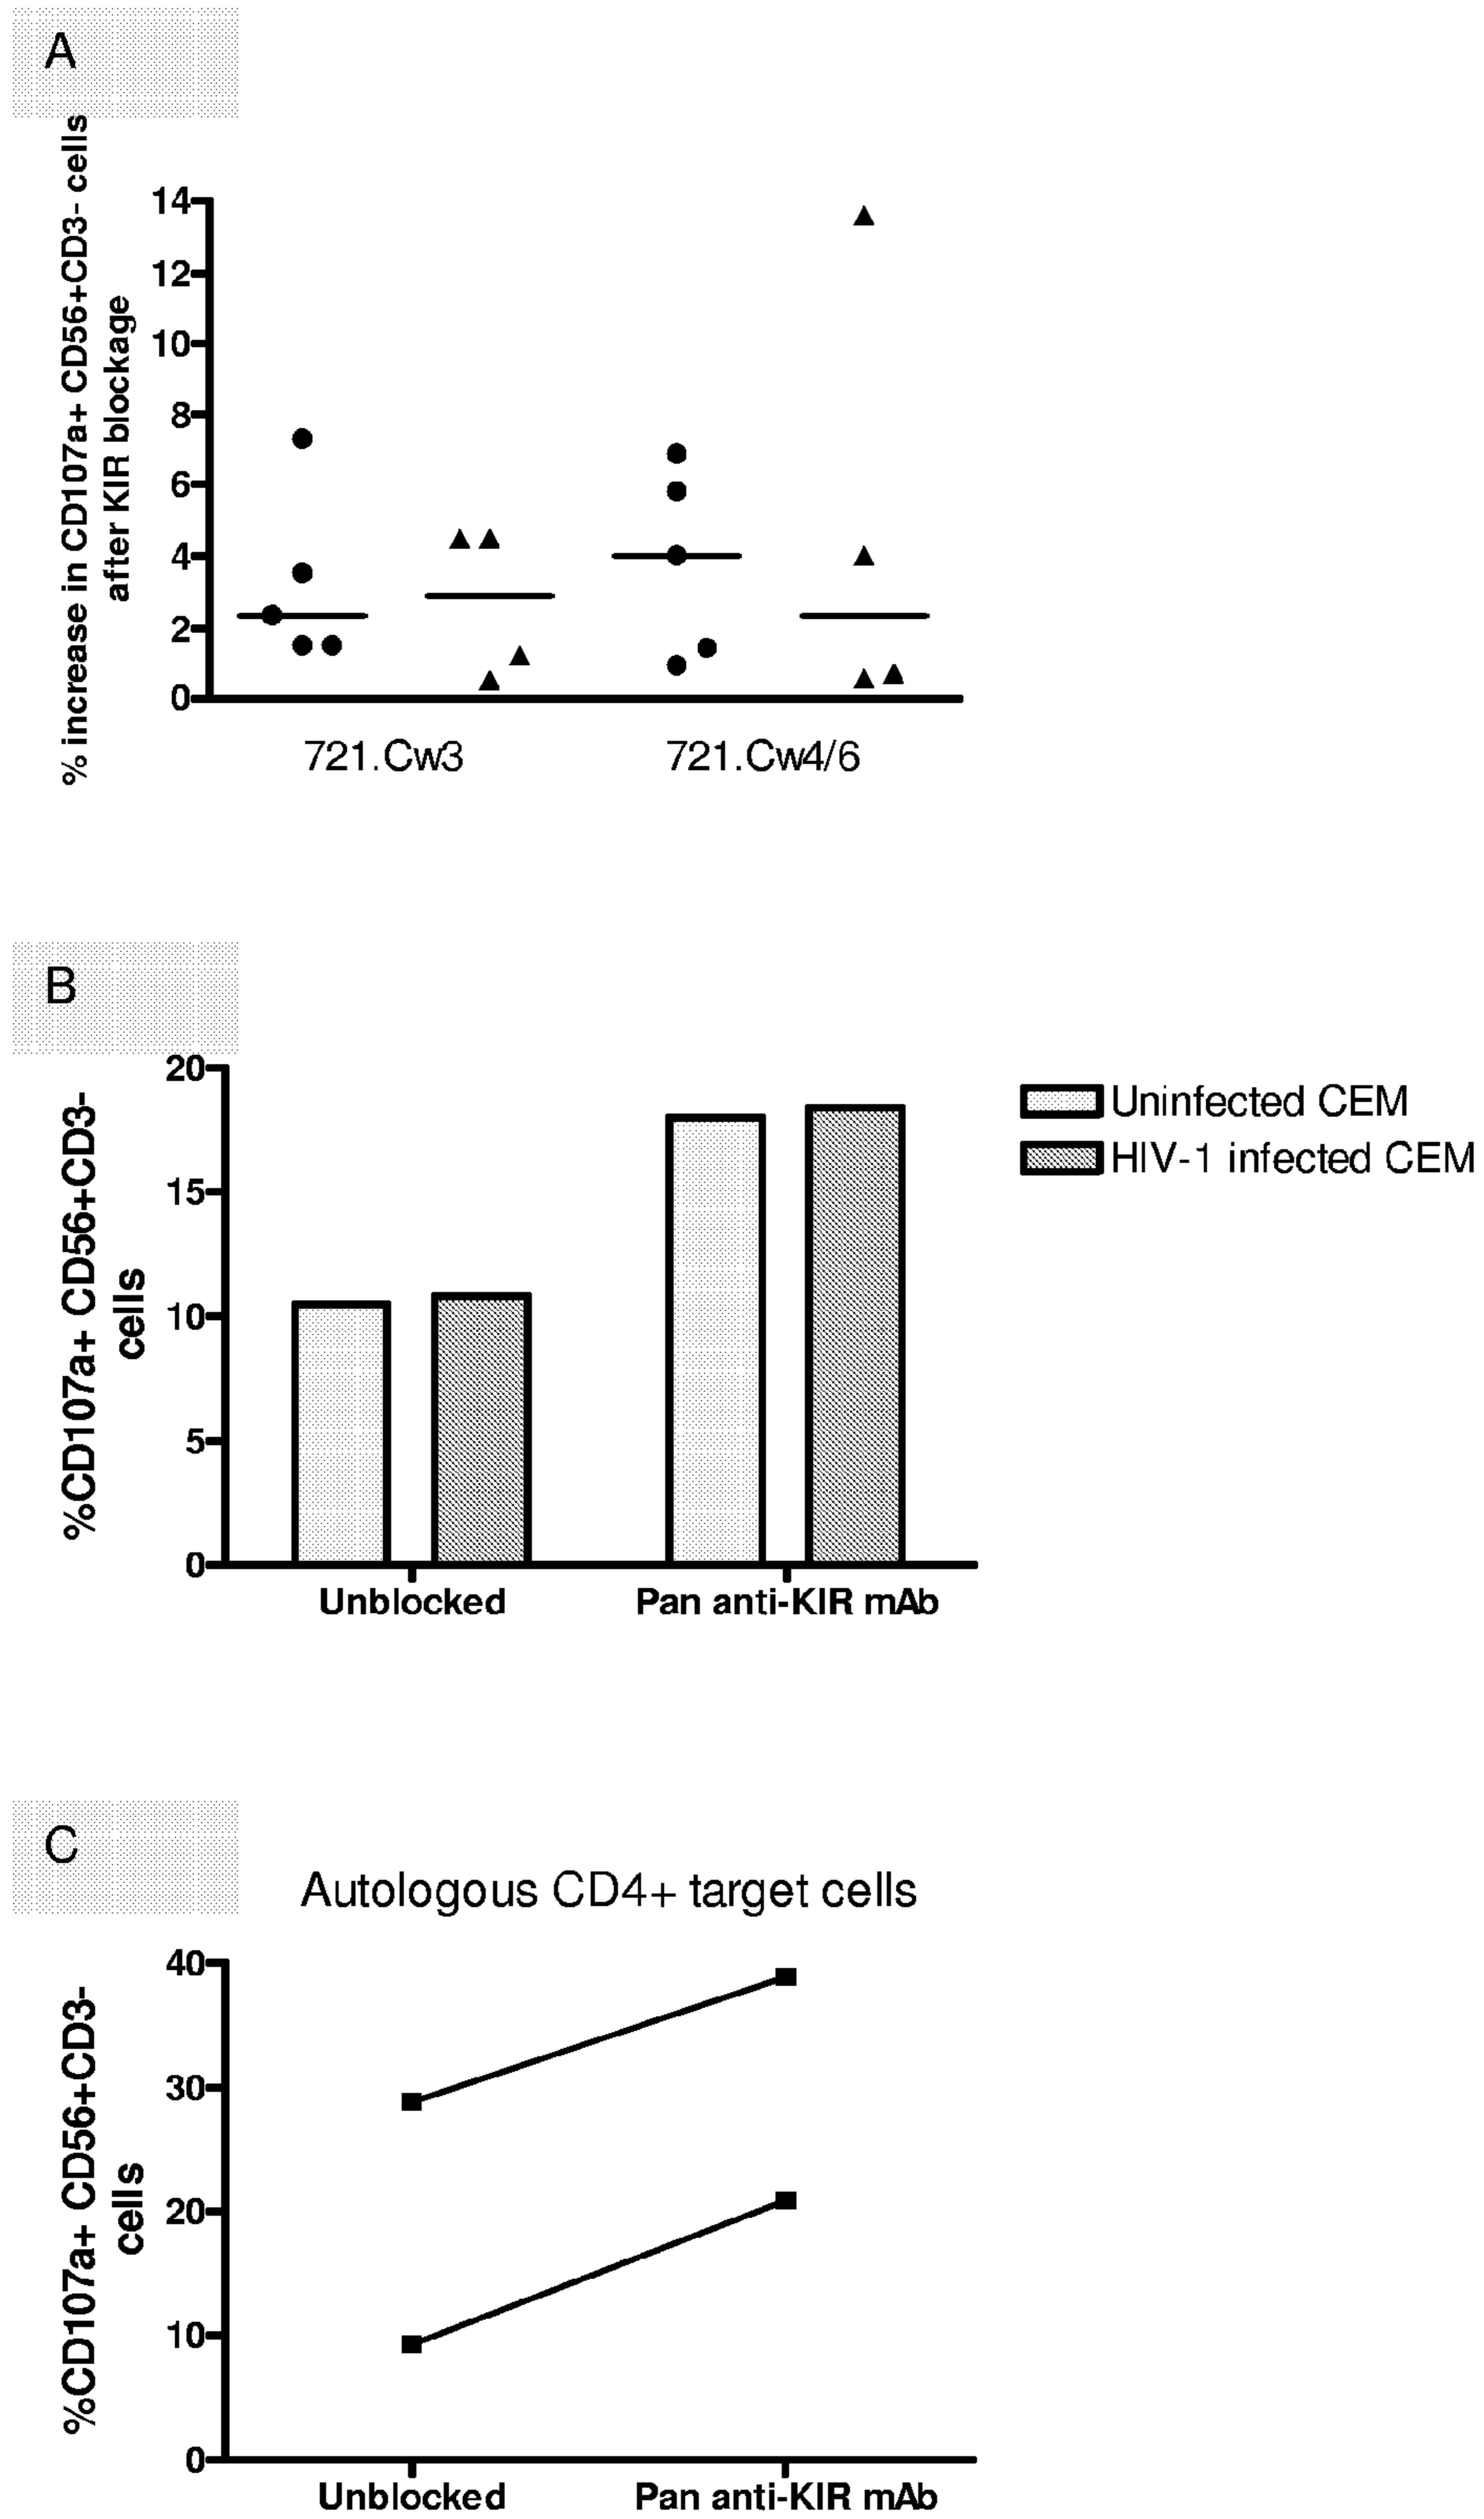 A
% increase in CD107a+ CD56+CD3- cells
after KIR blockage
14
12
10
8
6
4
2
0
721.Cw3
721.Cw4/6
B
%CD107a+ CD56+CD3-
cells
20
15
10
5
0
Unblocked
Pan anti-KIR mAb
Uninfected CEM
HIV-1 infected CEM
C
Autologous CD4+ target cells
%CD107a+ CD56+CD3-
cells
40
30
20
10
0
Unblocked
Pan anti-KIR mAb